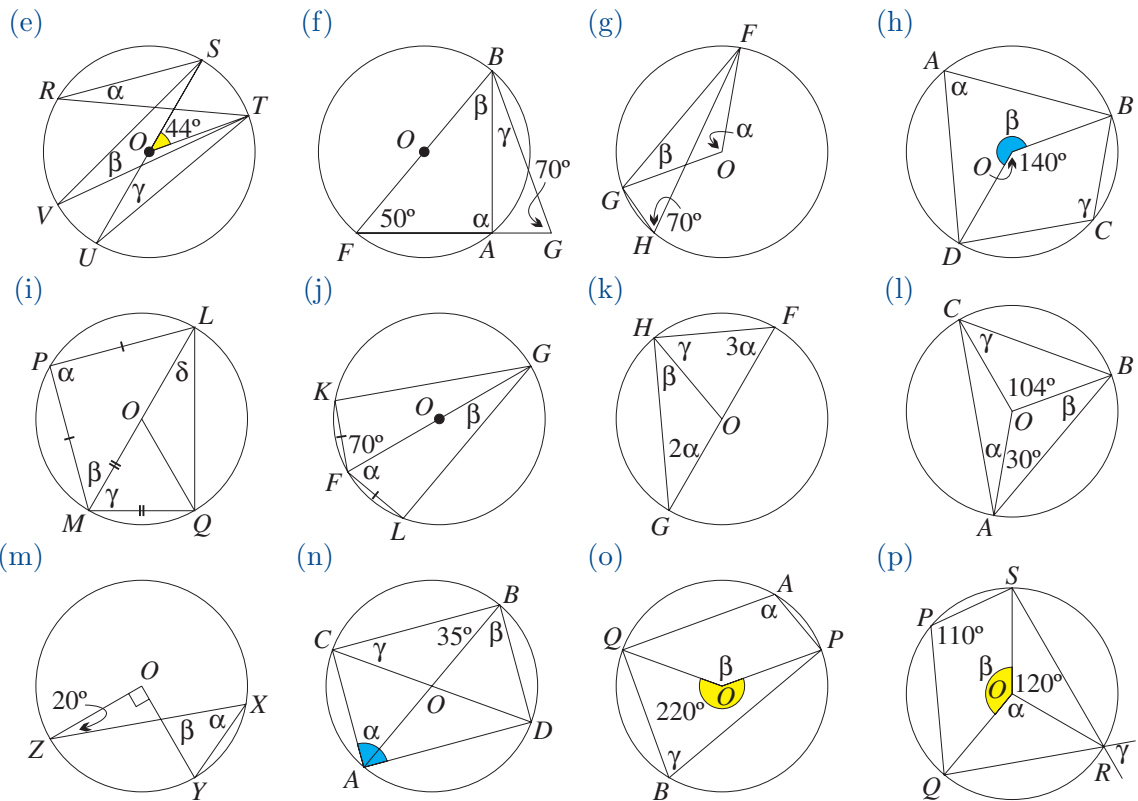 (e) (f) (g) (h)
S R α T O 44º β V γ U
B β γ O 70º 50º α F A G
F α β O G 70º H
A α B β O 140º γ C D
(i) (j) (k) (l)
L P α δ O β γ M Q
G K O β 70º F α L
H F γ 3α β O 2α G
C γ B 104º O β α 30º A
(m) (n) (o) (p)
O 20º X α Z β Y
B C 35º β γ O α D A
A α Q P β O 220º γ B
S P 110º β O 120º α γ Q R